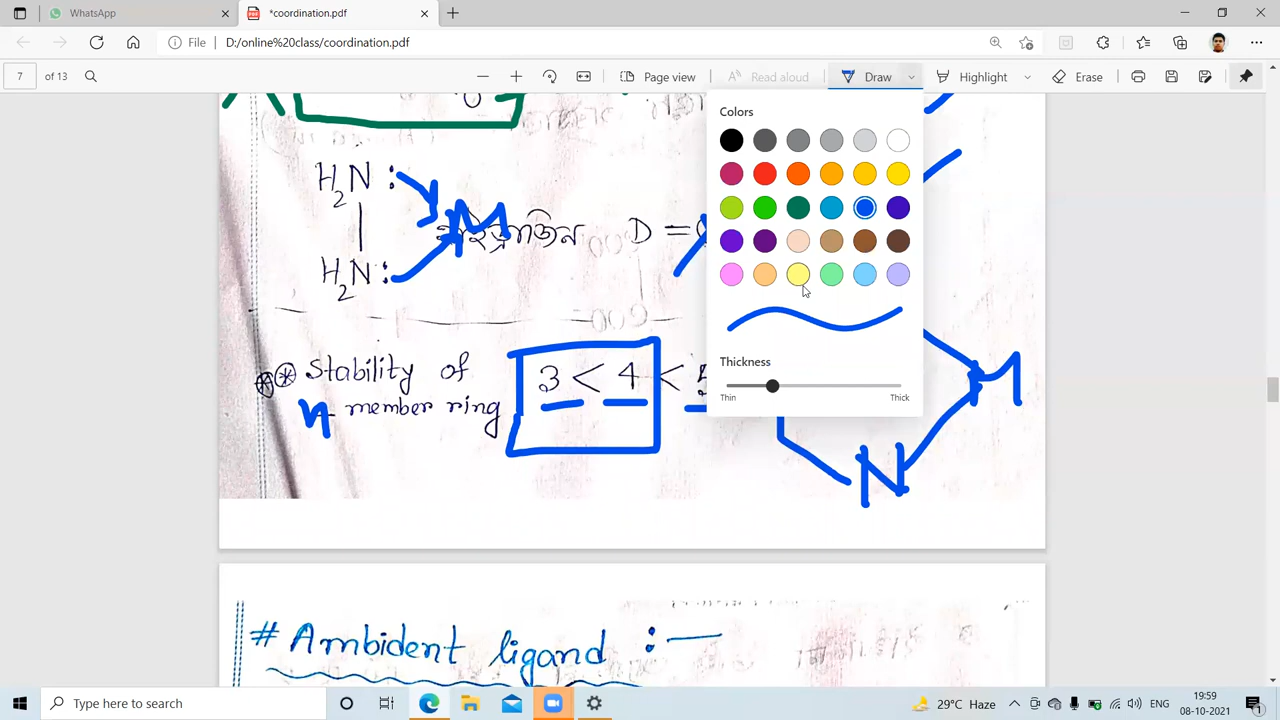 WhatsApp
*coordination.pdf
File
D:/online%20class/coordination.pdf
7 of 13
Page view
Read aloud
Draw
Highlight
Erase
Colors
Thickness
Thin
Thick
H2N :
M
হাইড্রাজিন D =
H2N :
Stability of
n - member ring
3 < 4 < 5
M
N
# Ambident ligand :—
Type here to search
29°C Haze
ENG
19:59
08-10-2021